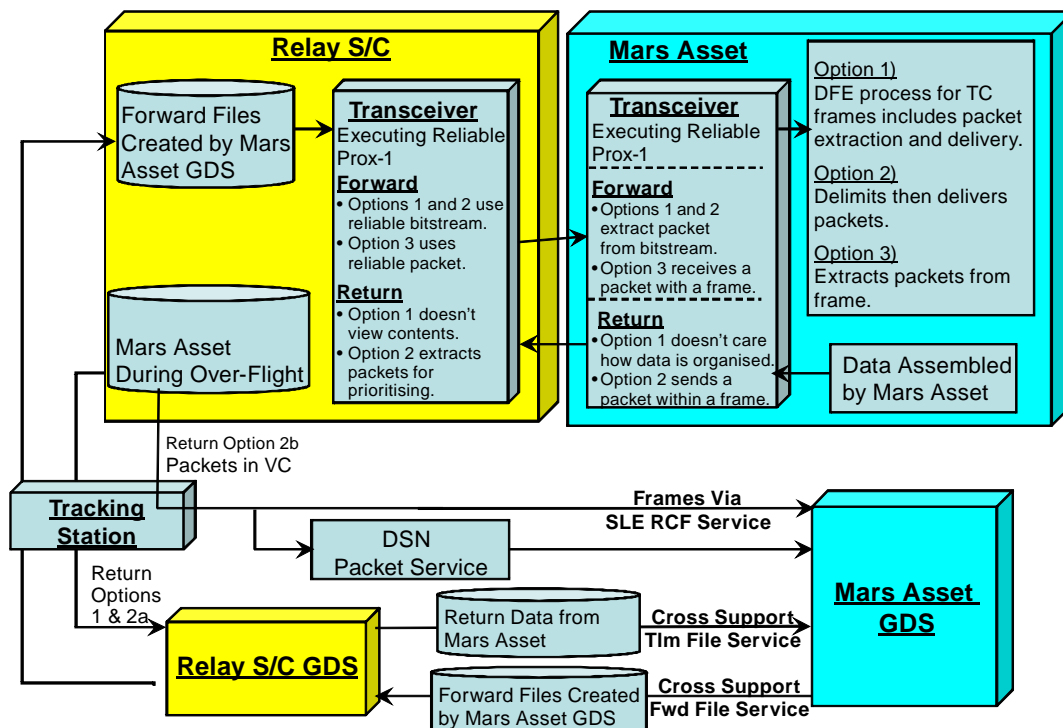 Relay S/C
Forward Files
Created by Mars
Asset GDS
Transceiver
Executing Reliable
Prox-1
Forward
• Options 1 and 2 use
reliable bitstream.
• Option 3 uses
reliable packet.
Return
• Option 1 doesn't
view contents.
• Option 2 extracts
packets for
prioritising.
Mars Asset
During Over-Flight
Mars Asset
Transceiver
Executing Reliable
Prox-1
Forward
• Options 1 and 2
extract packet
from bitstream.
• Option 3 receives a
packet with a frame.
Return
• Option 1 doesn't care
how data is organised.
• Option 2 sends a
packet within a frame.
Option 1)
DFE process for TC
frames includes packet
extraction and delivery.
Option 2)
Delimits then delivers
packets.
Option 3)
Extracts packets from
frame.
Data Assembled
by Mars Asset
Return Option 2b
Packets in VC
Tracking
Station
Frames Via
SLE RCF Service
DSN
Packet Service
Return
Options
1 & 2a
Relay S/C GDS
Return Data from
Mars Asset
Cross Support
Tlm File Service
Forward Files Created
by Mars Asset GDS
Cross Support
Fwd File Service
Mars Asset
GDS